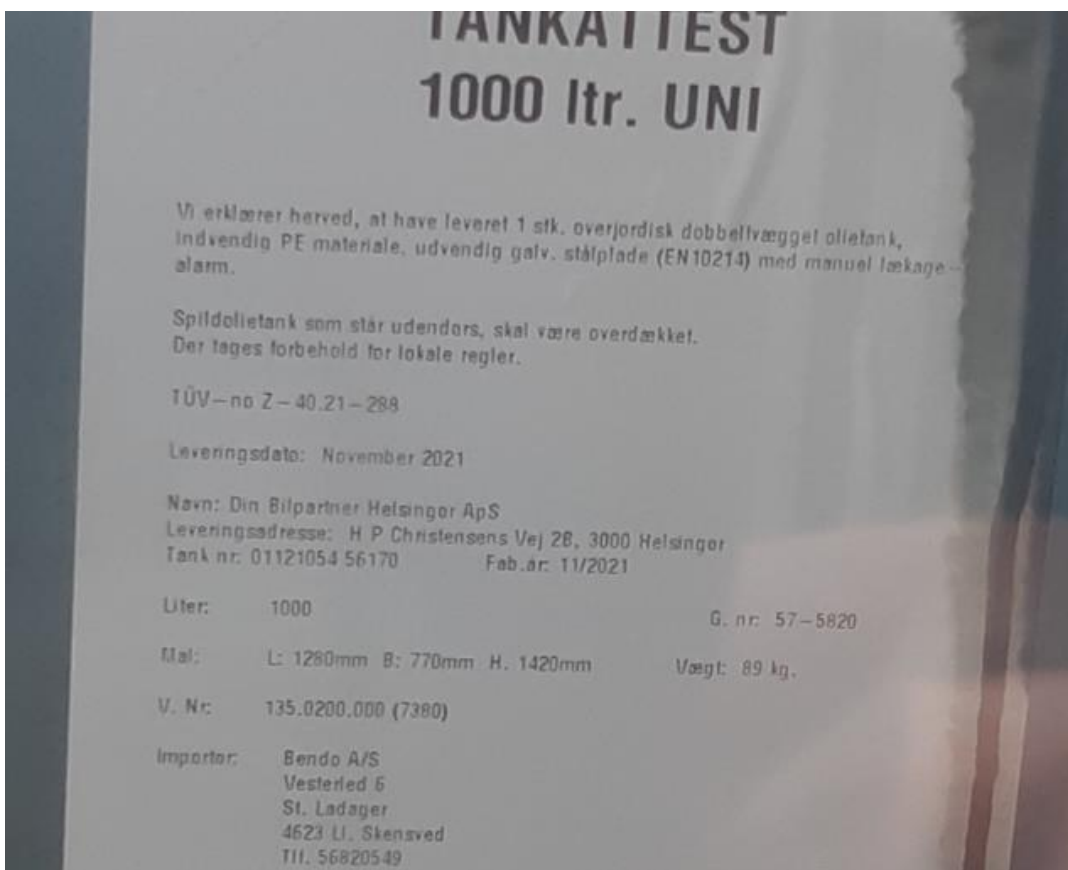 TANKATTEST
1000 ltr. UNI
Vi erklærer herved, at have leveret 1 stk. overjordisk dobbeltvægget olietank,
indvendig PE materiale, udvendig galv. stålplade (EN10214) med manuel lækage-
alarm.
Spildolietank som står udendørs, skal være overdækket.
Der tages forbehold for lokale regler.
TÜV-no Z-40.21-288
Leveringsdato: November 2021
Navn: Din Bilpartner Helsingør ApS
Leveringsadresse: H P Christensens Vej 2B, 3000 Helsingør
Tank nr: 01121054 56170 Fab.år: 11/2021
Liter: 1000 G. nr: 57-5820
Mål: L: 1280mm B: 770mm H. 1420mm Vægt: 89 kg.
V. Nr: 135.0200.000 (7380)
Importør: Bendo A/S
Vesterled 6
St. Ladager
4623 Ll. Skensved
Tlf. 56820549